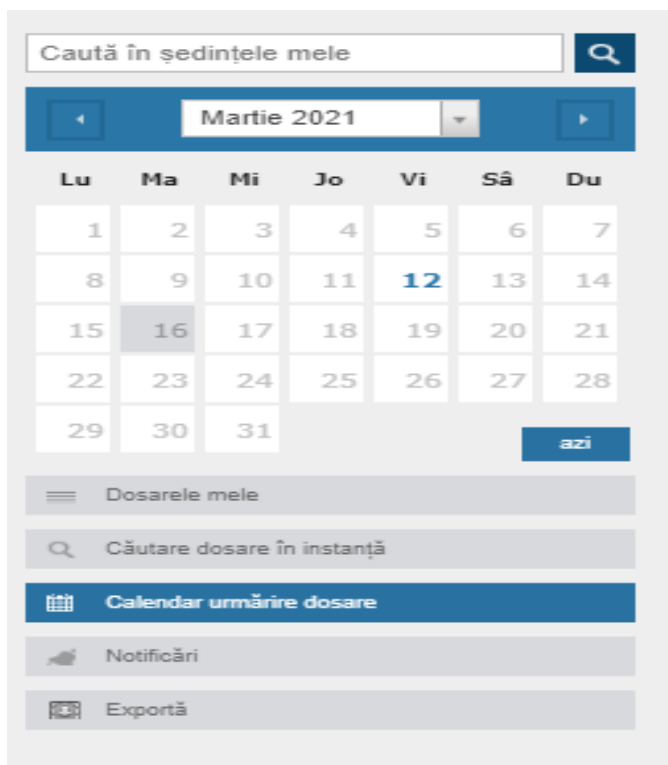 Caută în ședințele mele
Martie 2021
Lu Ma Mi Jo Vi Sâ Du
1 2 3 4 5 6 7
8 9 10 11 12 13 14
15 16 17 18 19 20 21
22 23 24 25 26 27 28
29 30 31
azi
Dosarele mele
Căutare dosare în instanță
Calendar urmărire dosare
Notificări
Exportă